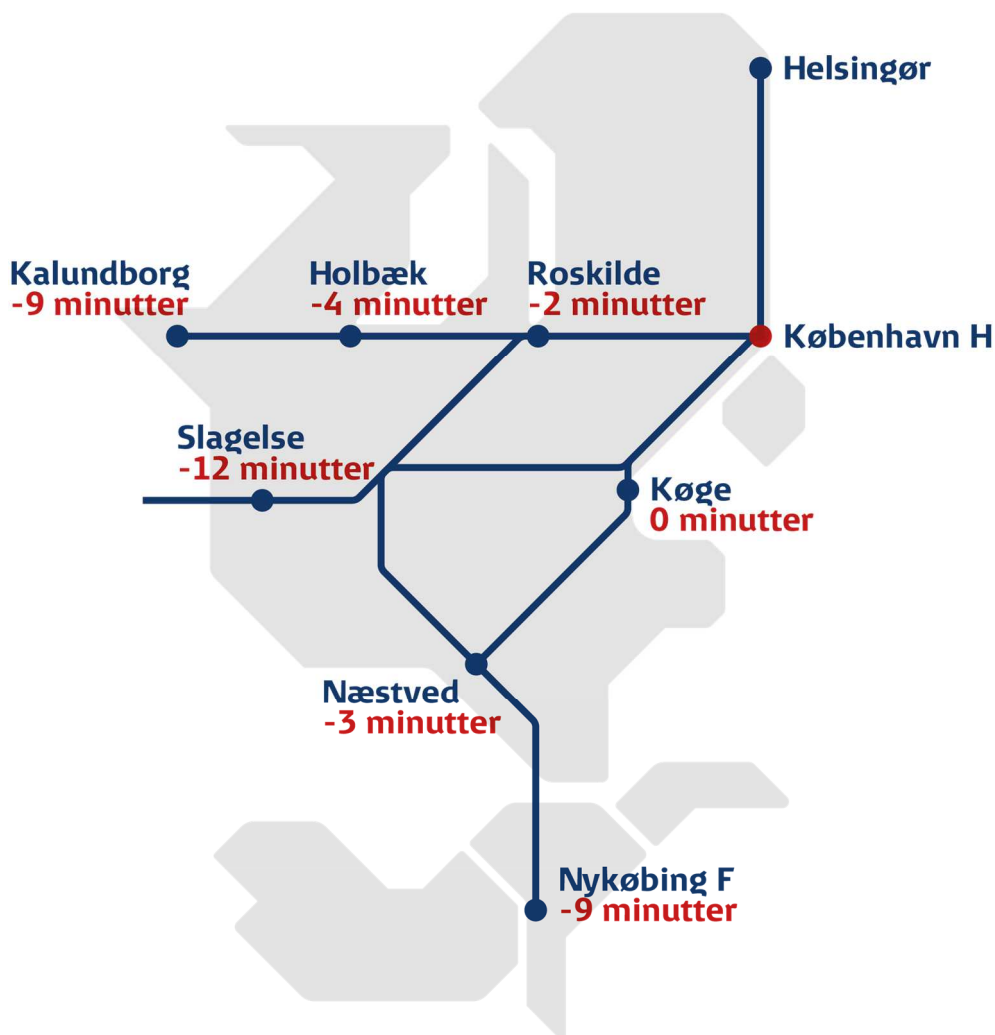 Helsingør
Kalundborg
-9 minutter
Holbæk
-4 minutter
Roskilde
-2 minutter
København H
Slagelse
-12 minutter
Køge
0 minutter
Næstved
-3 minutter
Nykøbing F
-9 minutter